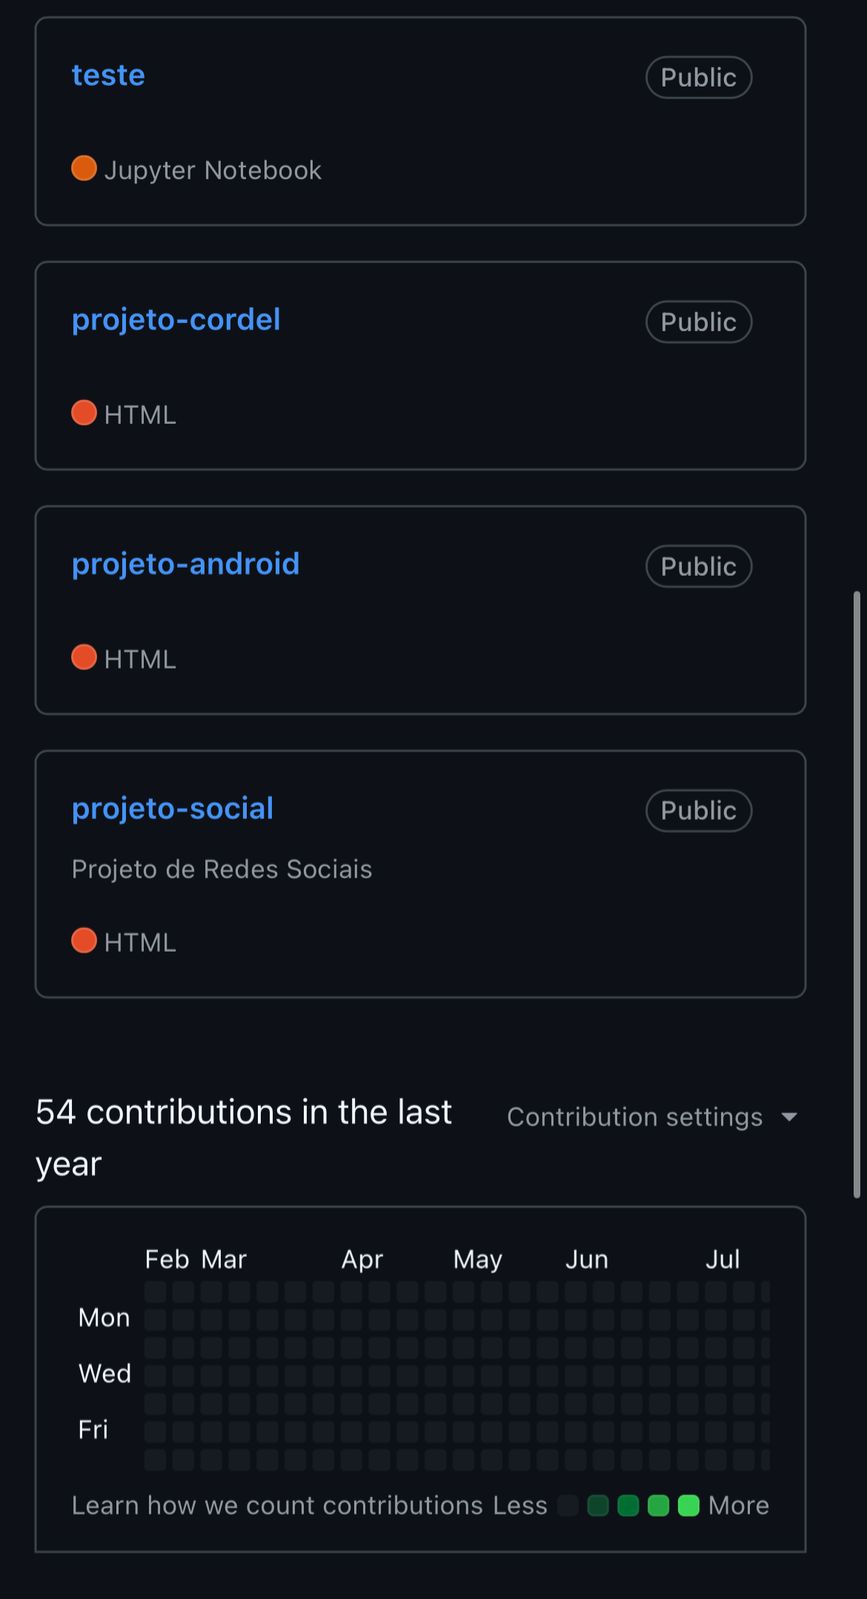 teste
Public
Jupyter Notebook
projeto-cordel
Public
HTML
projeto-android
Public
HTML
projeto-social
Public
Projeto de Redes Sociais
HTML
54 contributions in the last
year
Contribution settings
Feb Mar Apr May Jun Jul
Mon
Wed
Fri
Learn how we count contributions Less More